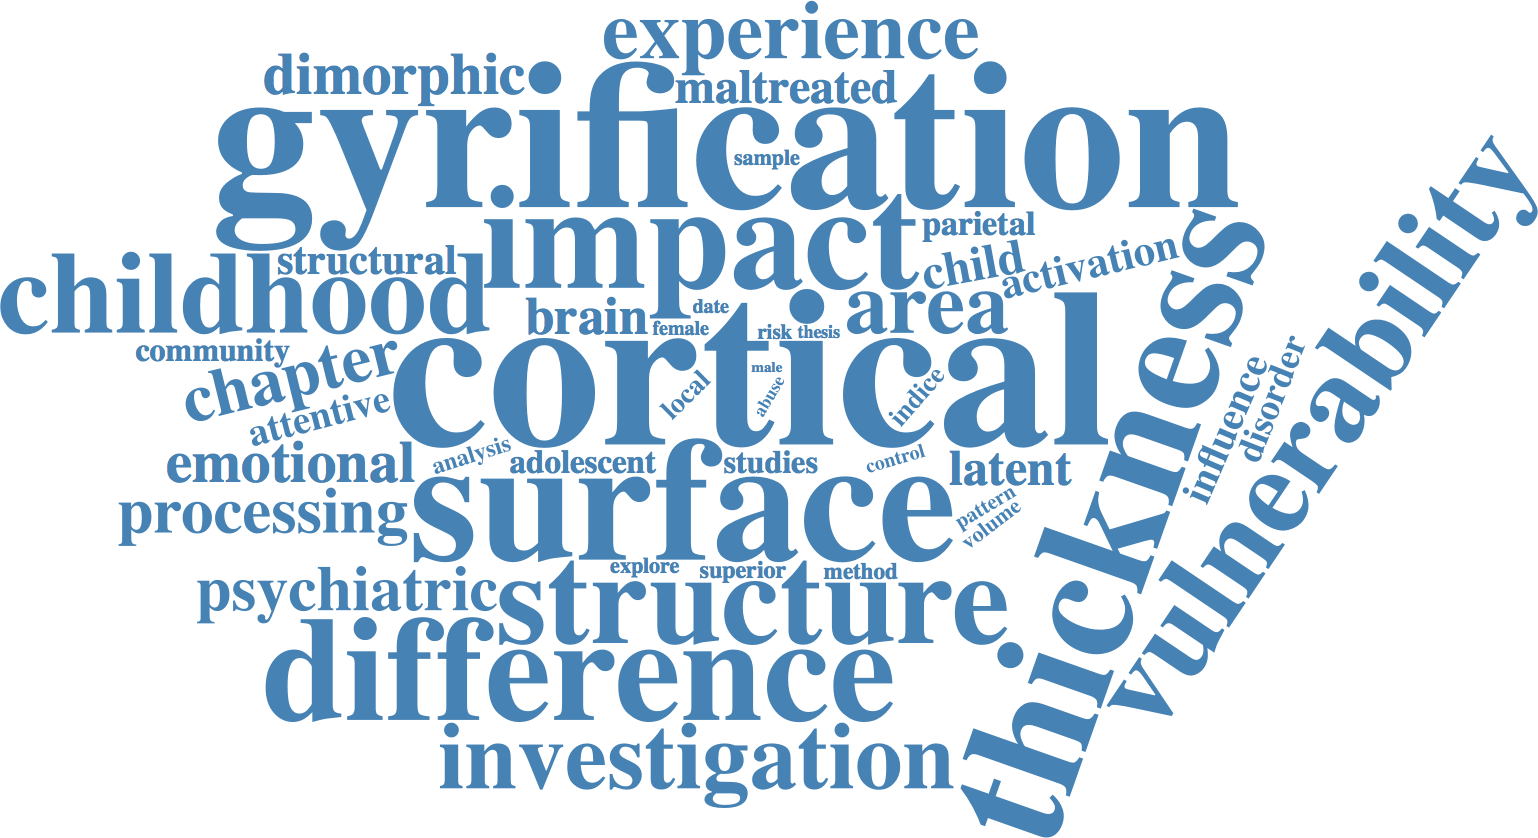 experience
dimorphic
maltreated
gyrification
sample
impact
parietal
structural
child
activation
childhood
brain
date
area
female
risk
thesis
community
chapter
cortical
male
local
abuse
indice
attentive
thickness
vulnerability
influence
disorder
emotional
analysis
adolescent
studies
control
latent
processing
surface
pattern
volume
explore
superior
method
psychiatric
structure
difference
investigation